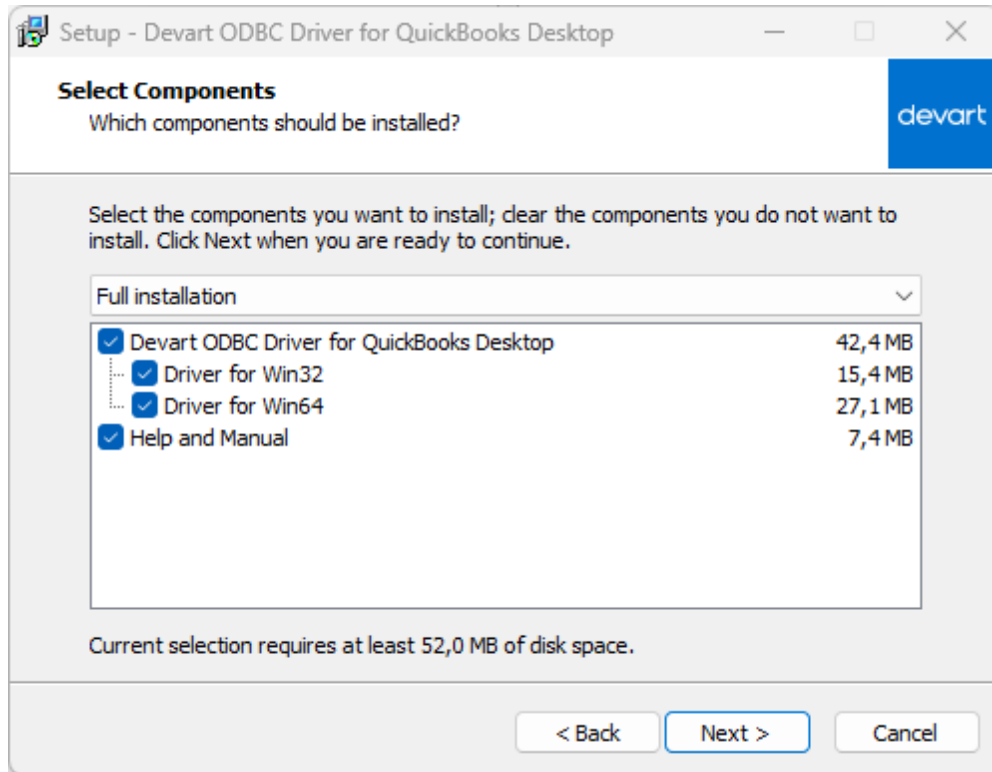 Setup - Devart ODBC Driver for QuickBooks Desktop
Select Components
Which components should be installed?
devart
Select the components you want to install; clear the components you do not want to
install. Click Next when you are ready to continue.
Full installation
Devart ODBC Driver for QuickBooks Desktop 42,4 MB
Driver for Win32 15,4 MB
Driver for Win64 27,1 MB
Help and Manual 7,4 MB
Current selection requires at least 52,0 MB of disk space.
< Back Next > Cancel